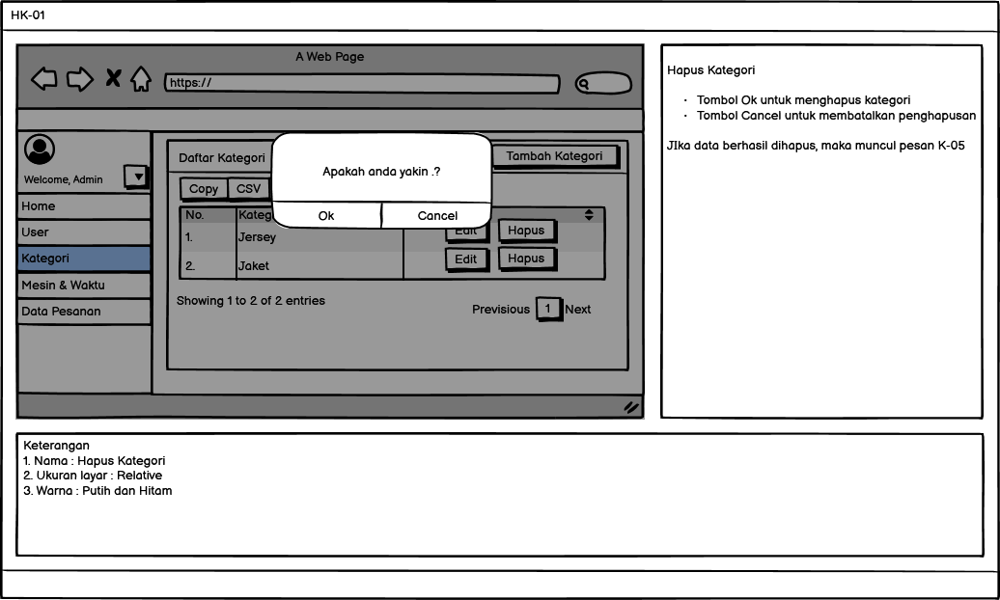 HK-01
A Web Page
https://
Welcome, Admin
Home
User
Kategori
Mesin & Waktu
Data Pesanan
Daftar Kategori
Tambah Kategori
Copy
CSV
Apakah anda yakin .?
Ok
Cancel
No.
Kateg
1.
Jersey
Edit
Hapus
2.
Jaket
Edit
Hapus
Showing 1 to 2 of 2 entries
Previsious
1
Next
Hapus Kategori
· Tombol Ok untuk menghapus kategori
· Tombol Cancel untuk membatalkan penghapusan
JIka data berhasil dihapus, maka muncul pesan K-05
Keterangan
1. Nama : Hapus Kategori
2. Ukuran layar : Relative
3. Warna : Putih dan Hitam